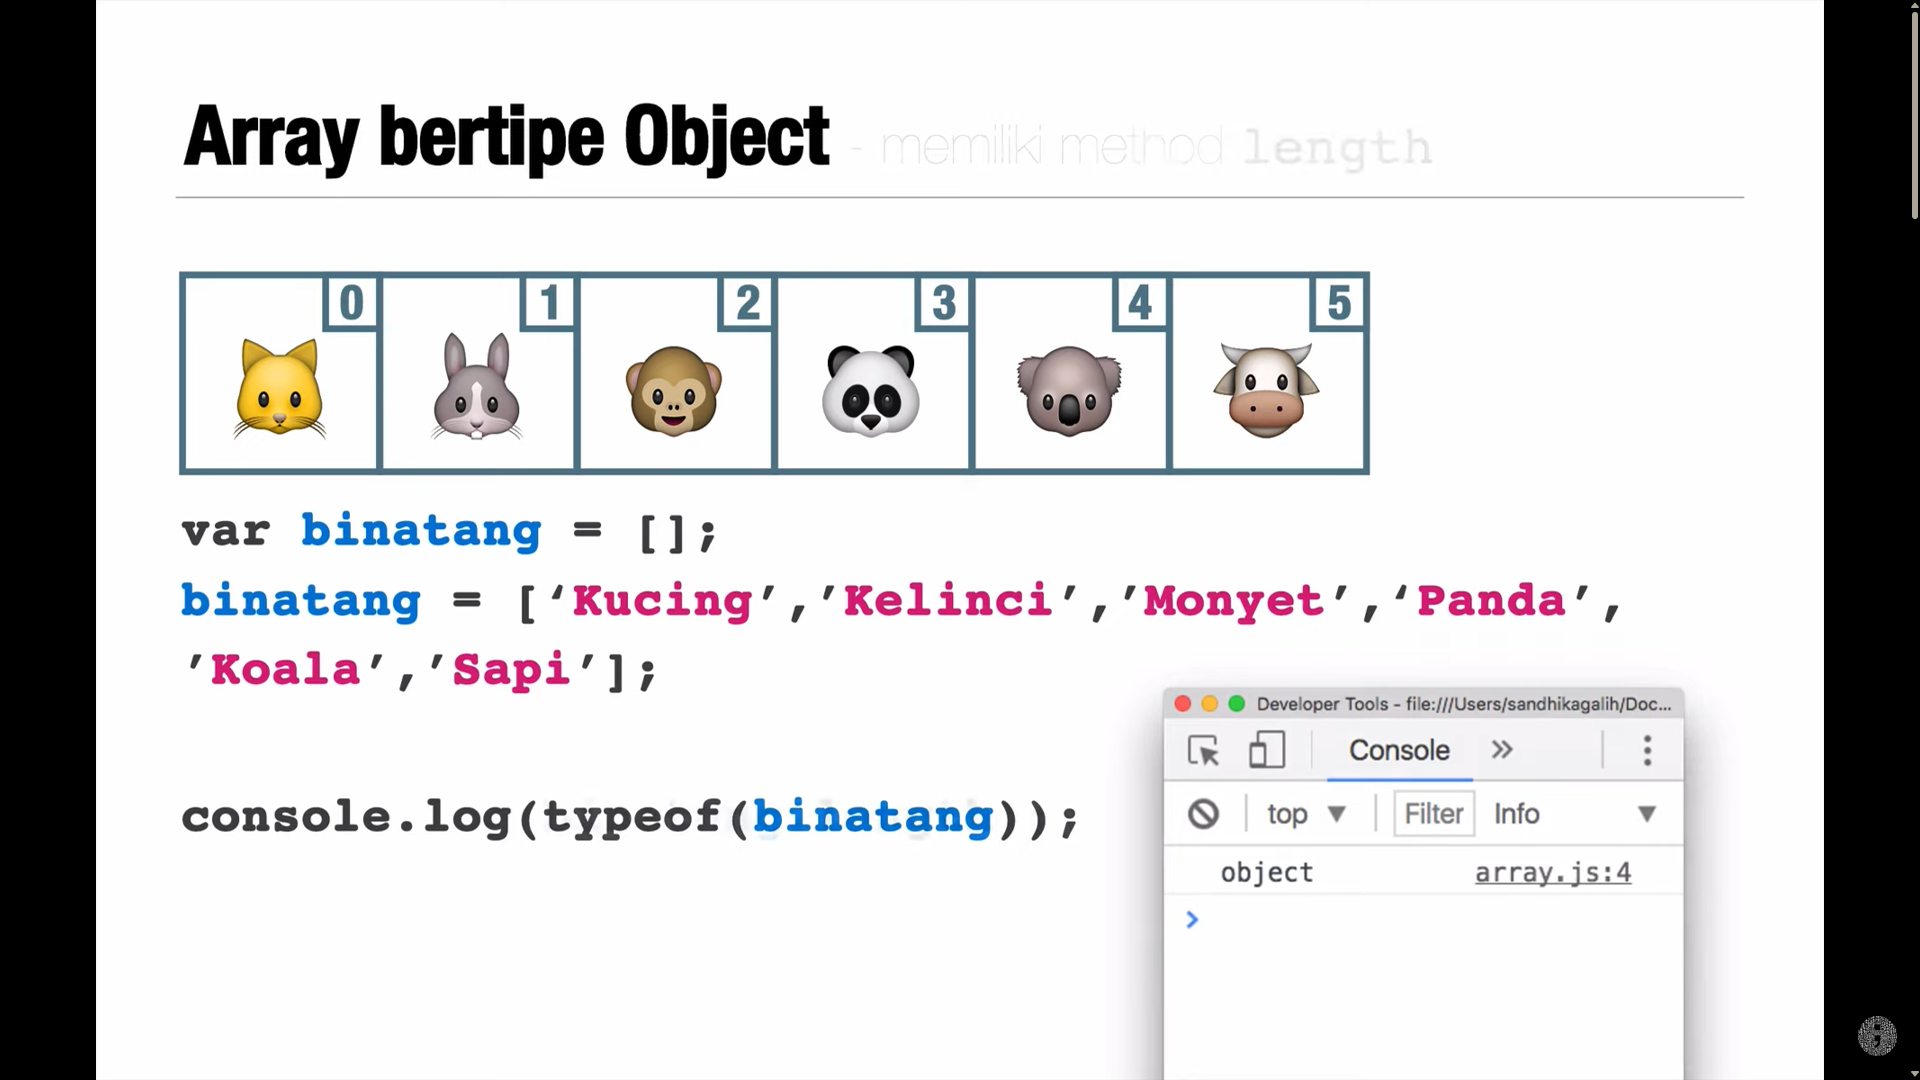 Array bertipe Object - memiliki method length
0 1 2 3 4 5
var binatang = [];
binatang = [‘Kucing’,’Kelinci’,’Monyet’,‘Panda’,
’Koala’,’Sapi’];
console.log(typeof(binatang));
Developer Tools - file:///Users/sandhikagalih/Doc...
Console »
top ▼ Filter Info ▼
object array.js:4
>